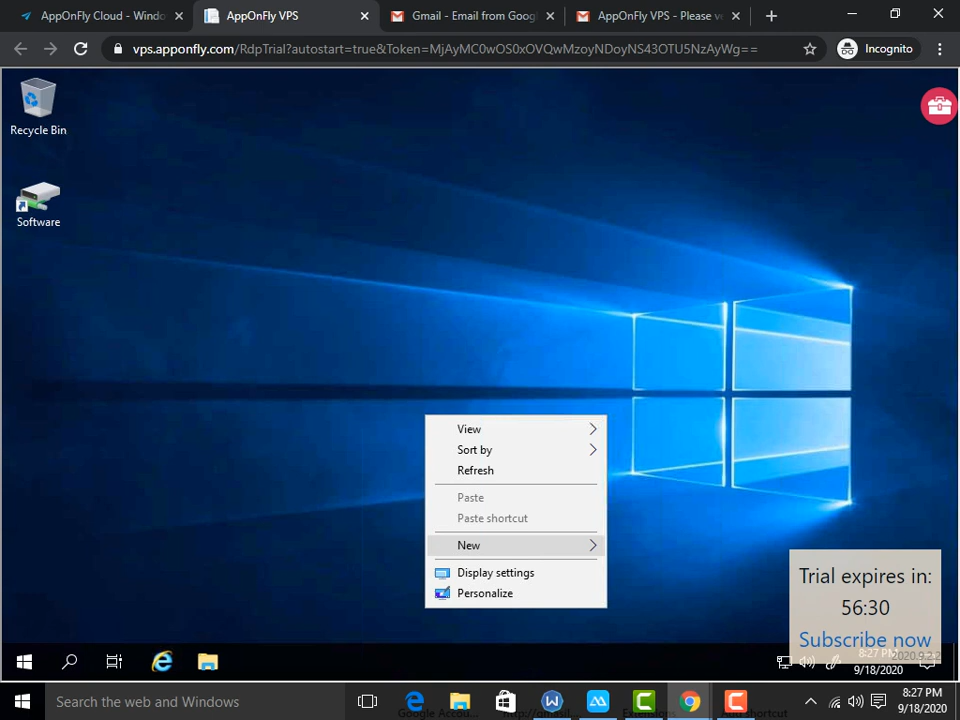 AppOnFly Cloud - Windo
AppOnFly VPS
Gmail - Email from Goog
AppOnFly VPS - Please ve
vps.apponfly.com/RdpTrial?autostart=true&Token=MjAyMC0wOS0xOVQwMzoyNDoyNS43OTU5NzAyWg==
Incognito
Recycle Bin
Software
View
Sort by
Refresh
Paste
Paste shortcut
New
Display settings
Personalize
Trial expires in:
56:30
Subscribe now
8:27 PM
9/18/2020
Search the web and Windows
8:27 PM
9/18/2020